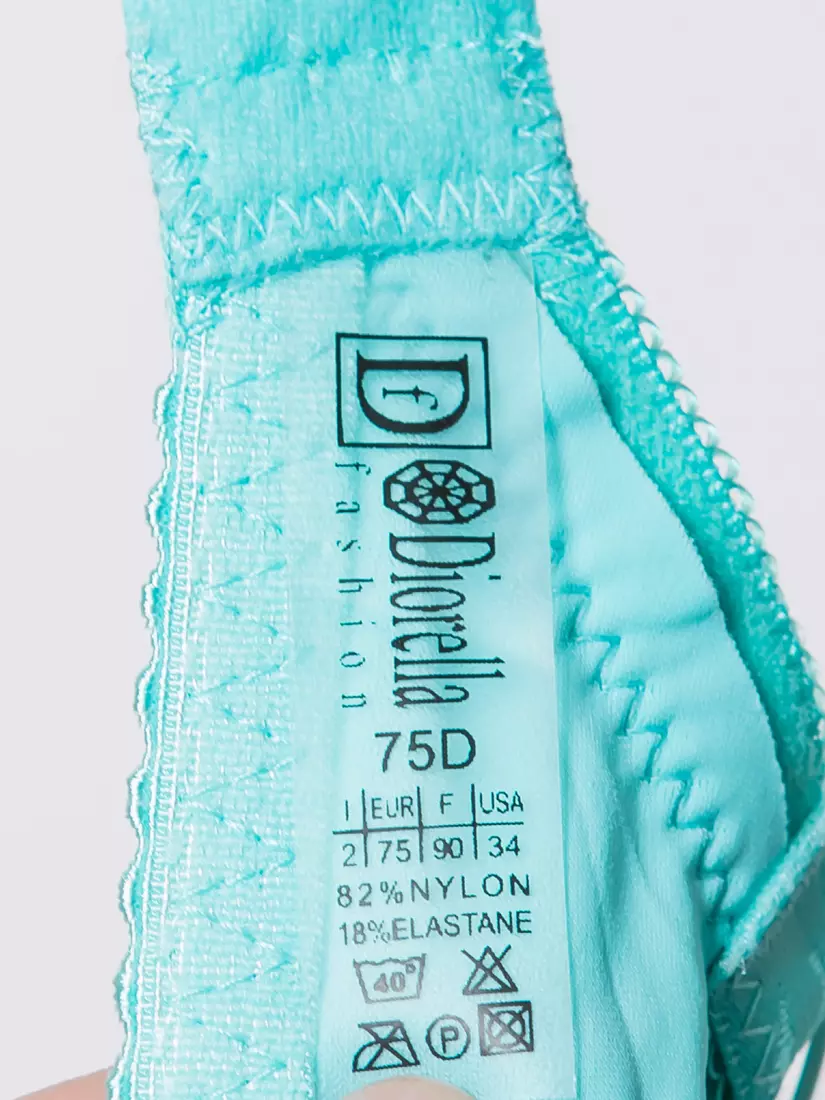 Df
Diorella
fashion
75D
I EUR F USA
2 75 90 34
82%NYLON
18%ELASTANE
40°
P